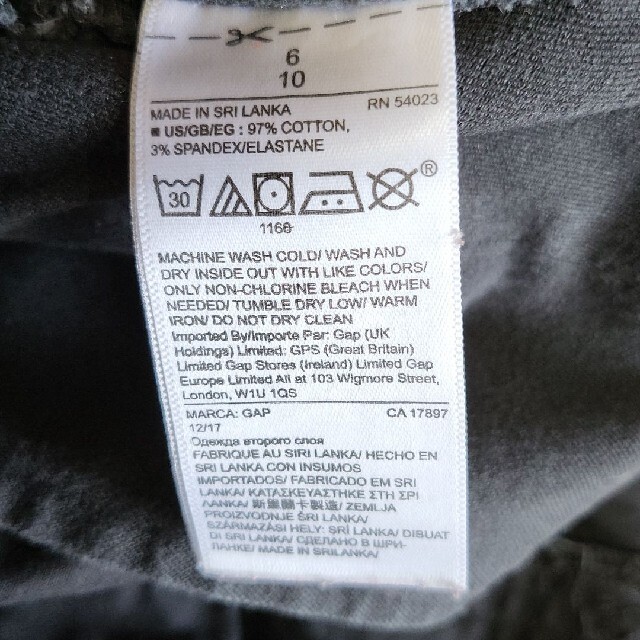 6
10
MADE IN SRI LANKA RN 54023
■ US/GB/EG : 97% COTTON,
3% SPANDEX/ELASTANE
30 ®
1166
MACHINE WASH COLD/ WASH AND
DRY INSIDE OUT WITH LIKE COLORS/
ONLY NON-CHLORINE BLEACH WHEN
NEEDED/ TUMBLE DRY LOW/ WARM
IRON/ DO NOT DRY CLEAN
Imported By/Importe Par: Gap (UK
Holdings) Limited: GPS (Great Britain)
Limited Gap Stores (Ireland) Limited Gap
Europe Limited All at 103 Wigmore Street,
London, W1U 1QS
MARCA: GAP CA 17897
12/17
Одежда второго слоя
FABRIQUE AU SRI LANKA/ HECHO EN
SRI LANKA CON INSUMOS
IMPORTADOS/ FABRICADO EM SRI
LANKA/ ΚΑΤΑΣΚΕΥΑΣΤΗΚΕ ΣΤΗ ΣΡΙ
ΛΑΝΚΑ/ 斯里蘭卡製造/ ZEMLJA
PROIZVODNJE ŠRI LANKA/
SZÁRMAZÁSI HELY: SRÍ LANKA/ DIBUAT
DI SRI LANKA/ СДЕЛАНО В ШРИ-
ЛАНКЕ/ MADE IN SRILANKA/